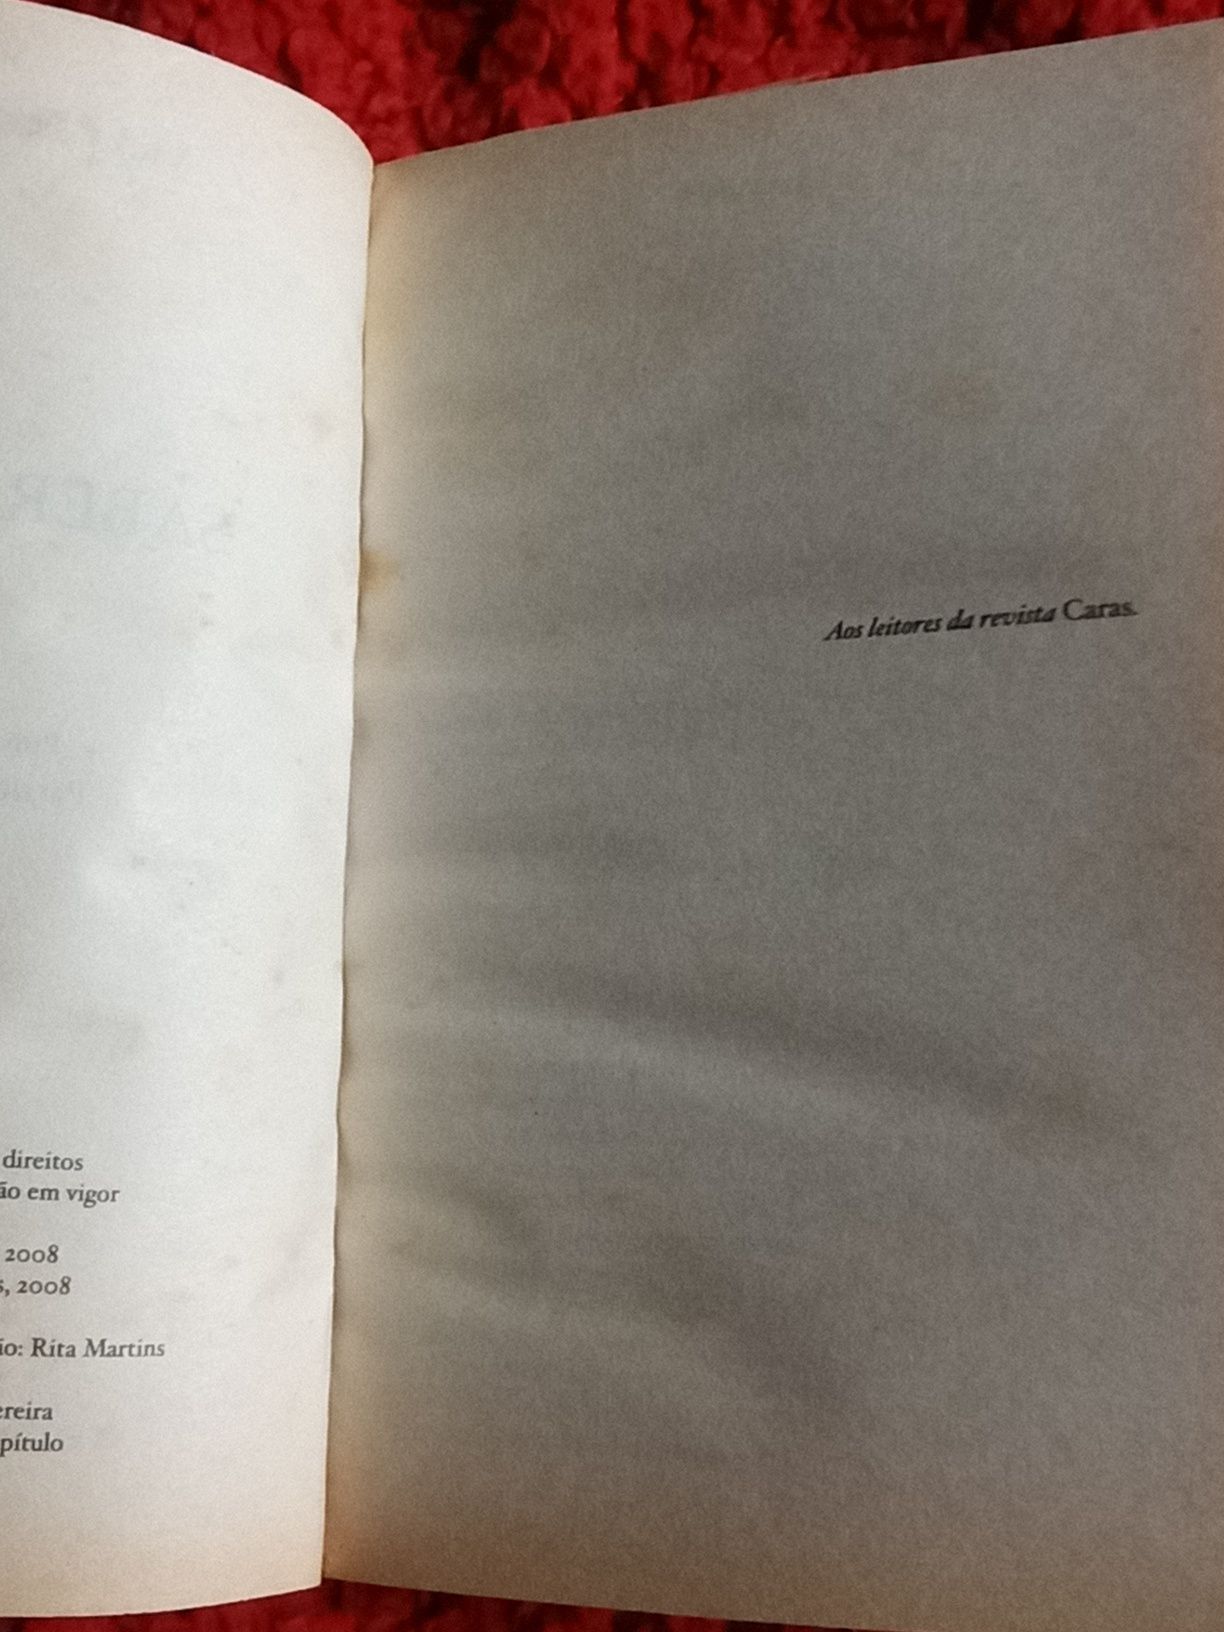 direitos
ão em vigor
2008
s, 2008
ão: Rita Martins
ereira
pítulo
Aos leitores da revista Caras.